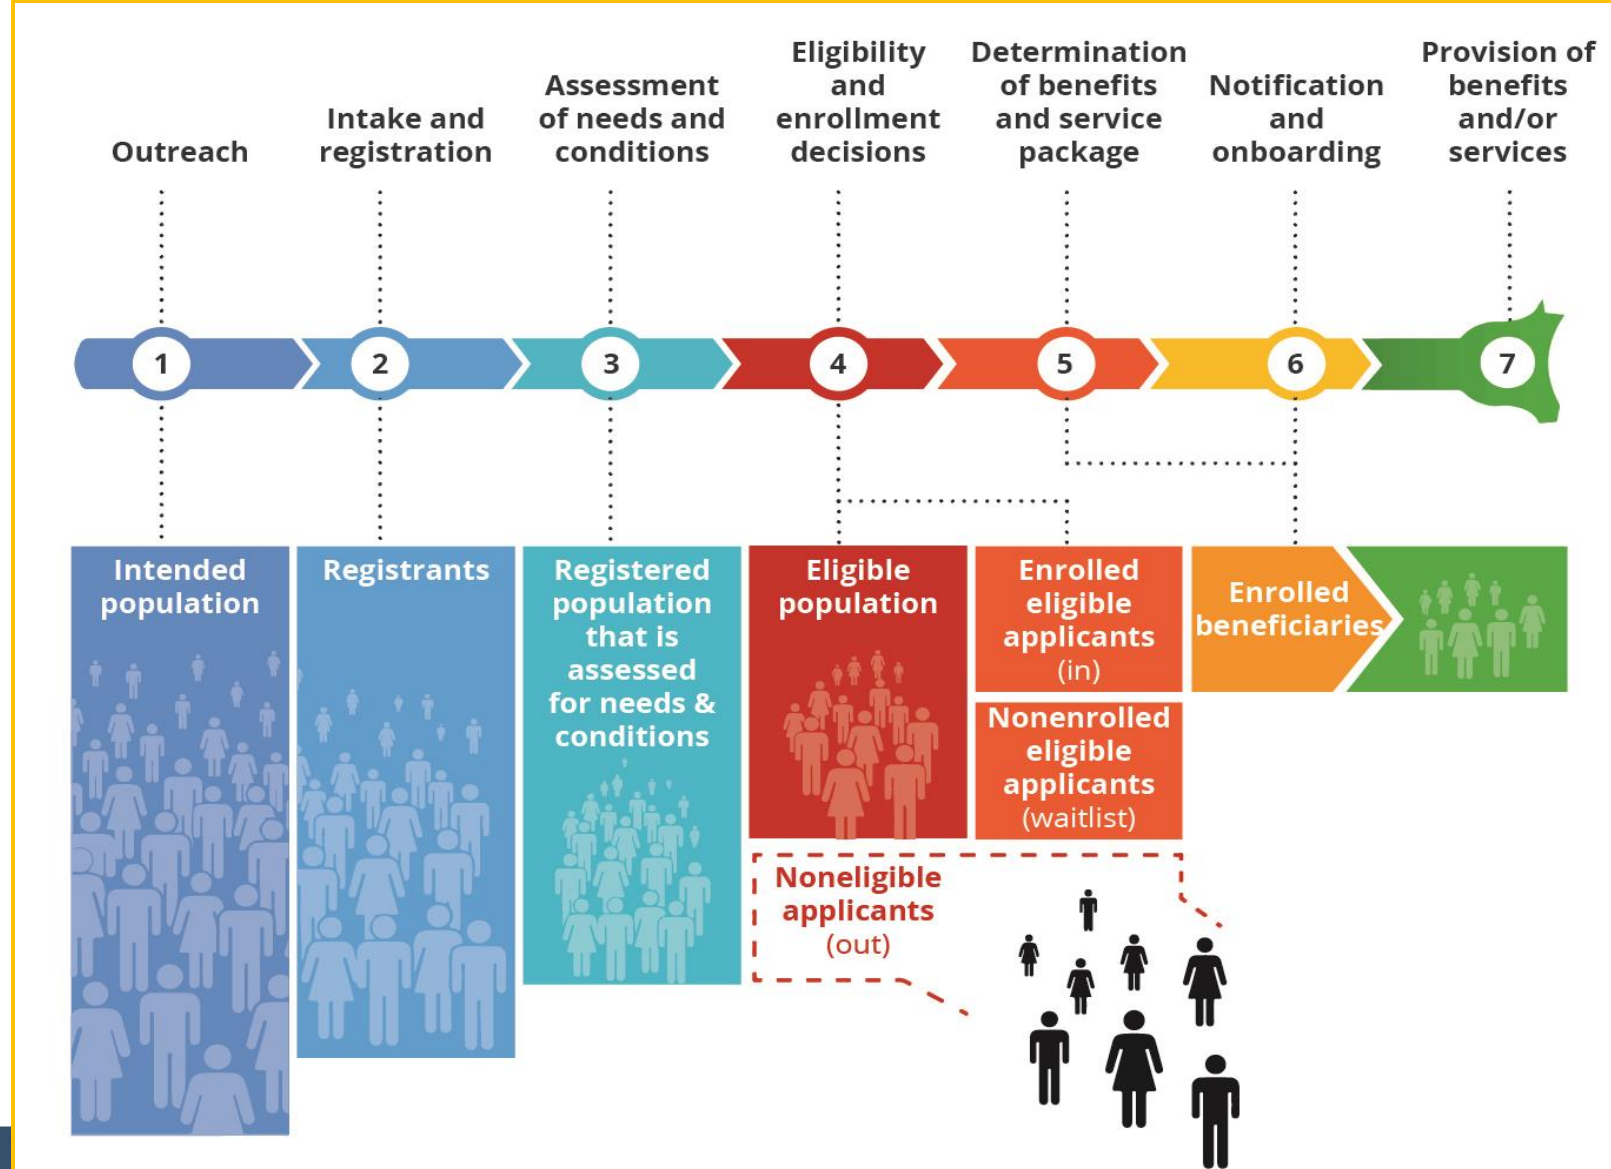 Outreach
Intake and
registration
Assessment
of needs and
conditions
Eligibility
and
enrollment
decisions
Determination
of benefits
and service
package
Notification
and
onboarding
Provision of
benefits
and/or
services
1
2
3
4
5
6
7
Intended
population
Registrants
Registered
population
that is
assessed
for needs &
conditions
Eligible
population
Enrolled
eligible
applicants
(in)
Nonenrolled
eligible
applicants
(waitlist)
Enrolled
beneficiaries
Noneligible
applicants
(out)